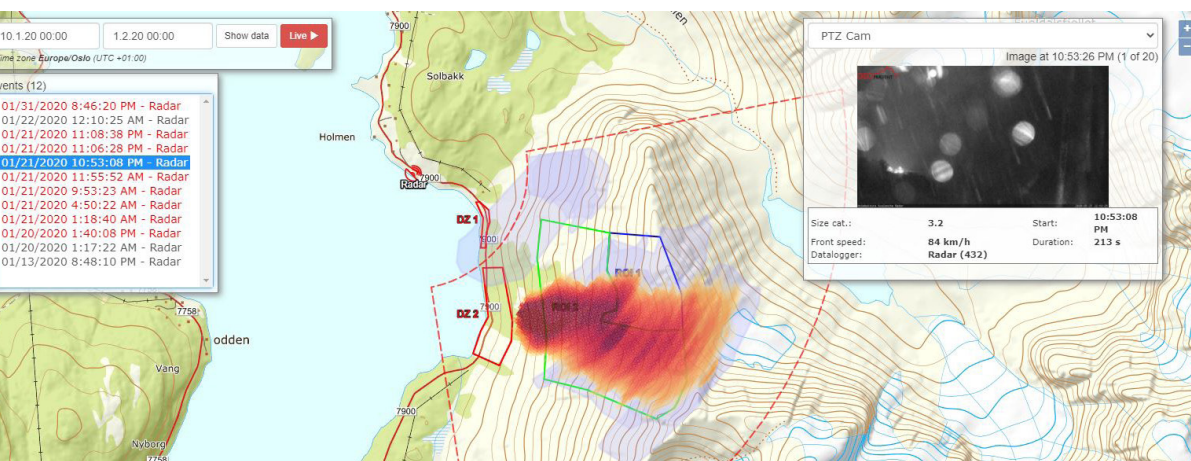 10.1.20 00:00
1.2.20 00:00
Show data
Live
time zone Europe/Oslo (UTC +01:00)
vents (12)
01/31/2020 8:46:20 PM - Radar
01/22/2020 12:10:25 AM - Radar
01/21/2020 11:08:38 PM - Radar
01/21/2020 11:06:28 PM - Radar
01/21/2020 10:53:08 PM - Radar
01/21/2020 11:55:52 AM - Radar
01/21/2020 9:53:23 AM - Radar
01/21/2020 4:50:22 AM - Radar
01/21/2020 1:18:40 AM - Radar
01/20/2020 1:40:08 PM - Radar
01/20/2020 1:17:22 AM - Radar
01/13/2020 8:48:10 PM - Radar
7900
Solbakk
Holmen
7900
Radar
DZ 1
7900
ROI 1
DZ 2
7900
ROI 2
7758
odden
Vang
7900
Nyborg
7758
PTZ Cam
Image at 10:53:26 PM (1 of 20)
Size cat.: 3.2 Start: 10:53:08 PM
Front speed: 84 km/h Duration: 213 s
Datalogger: Radar (432)
+
−